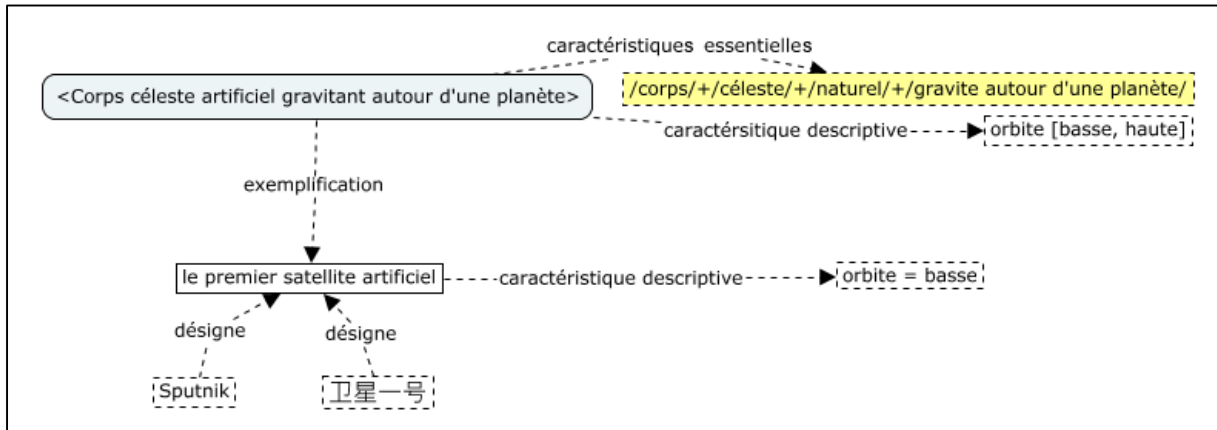 caractéristiques essentielles
<Corps céleste artificiel gravitant autour d'une planète>
/corps/+/céleste/+/naturel/+/gravite autour d'une planète/
caractérsitique descriptive
orbite [basse, haute]
exemplification
le premier satellite artificiel
caractéristique descriptive
orbite = basse
désigne
désigne
Sputnik
卫星一号